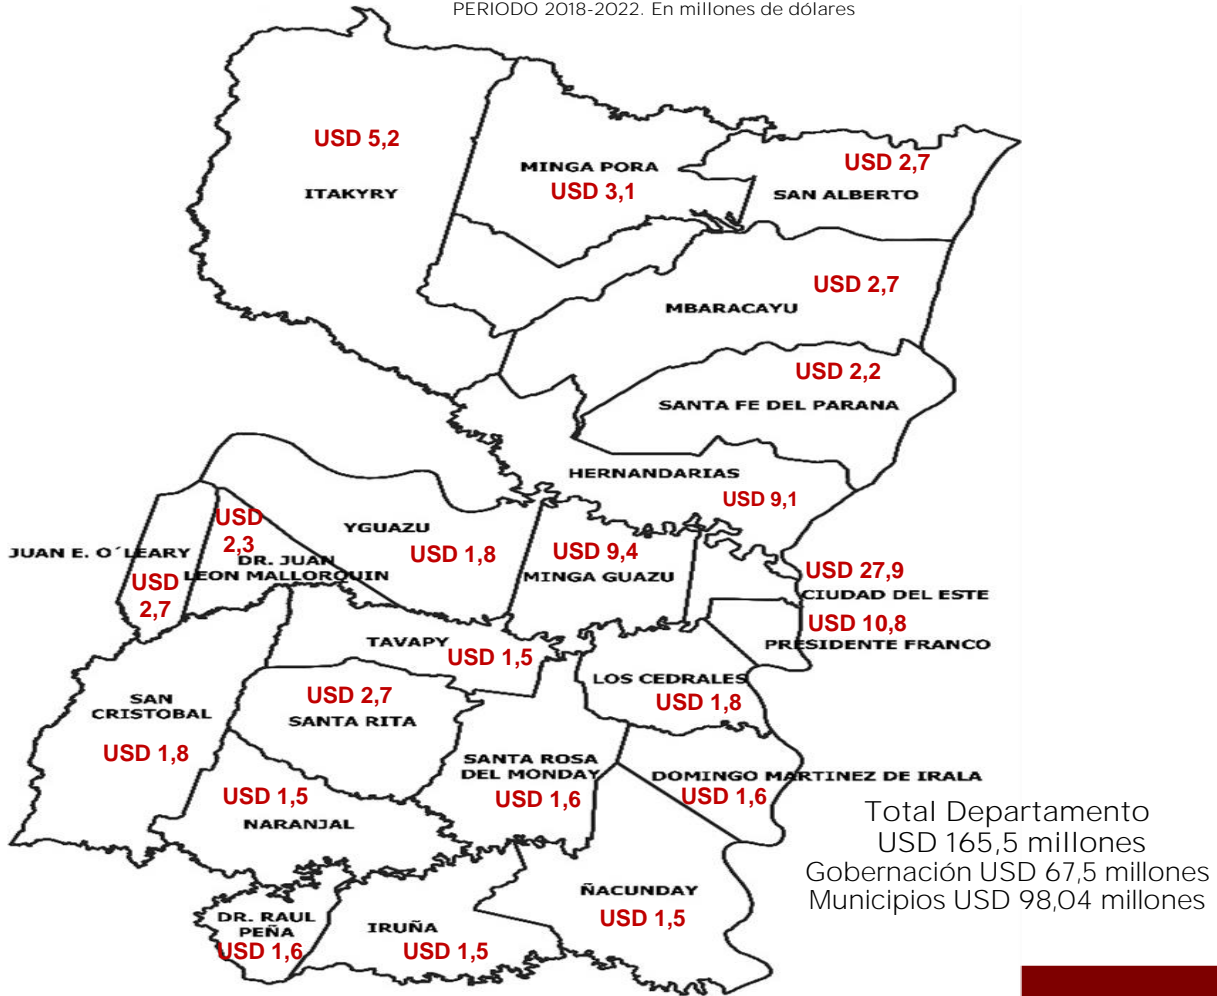 PERIODO 2018-2022. En millones de dólares
USD 5,2
ITAKYRY
MINGA PORA
USD 3,1
USD 2,7
SAN ALBERTO
USD 2,7
MBARACAYU
USD 2,2
SANTA FE DEL PARANA
HERNANDARIAS
USD 9,1
JUAN E. O´LEARY
USD
2,7
USD
2,3
DR. JUAN
LEON MALLORQUIN
YGUAZU
USD 1,8
USD 9,4
MINGA GUAZU
USD 27,9
CIUDAD DEL ESTE
USD 10,8
PRESIDENTE FRANCO
TAVAPY
USD 1,5
LOS CEDRALES
USD 1,8
SAN
CRISTOBAL
USD 1,8
USD 2,7
SANTA RITA
SANTA ROSA
DEL MONDAY
USD 1,6
DOMINGO MARTINEZ DE IRALA
USD 1,6
USD 1,5
NARANJAL
Total Departamento
USD 165,5 millones
Gobernación USD 67,5 millones
Municipios USD 98,04 millones
ÑACUNDAY
USD 1,5
DR. RAUL
PEÑA
USD 1,6
IRUÑA
USD 1,5